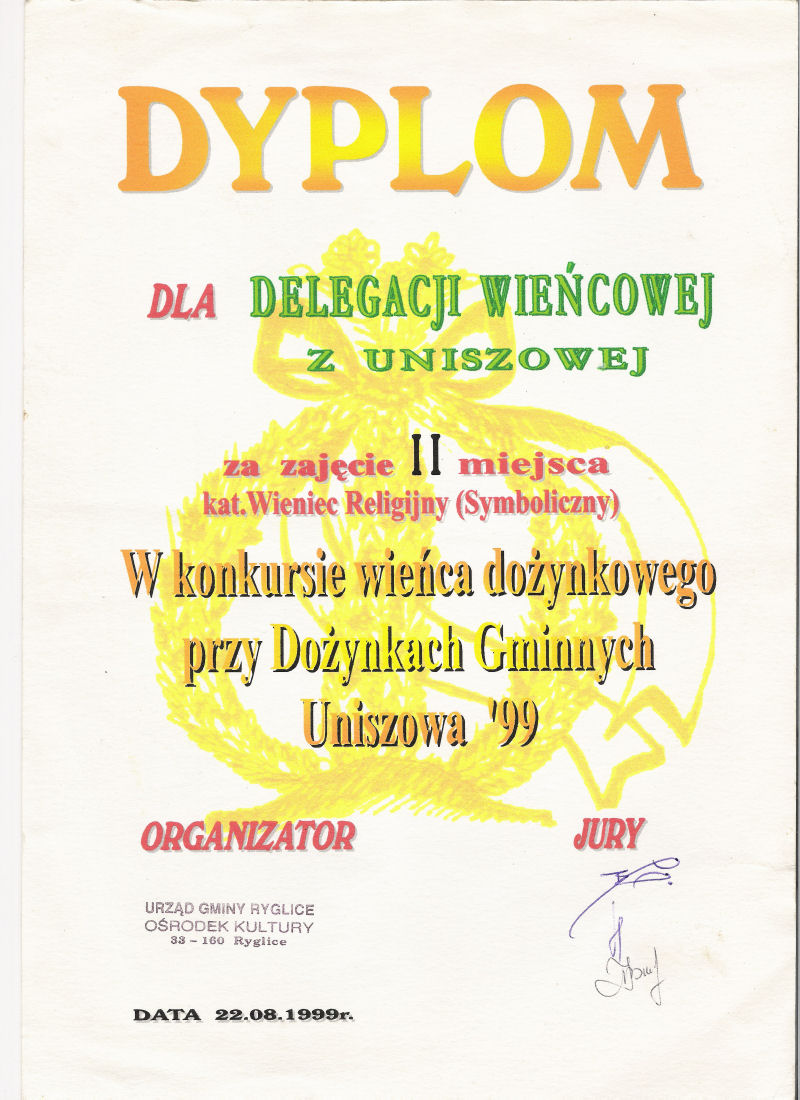 DYPLOM
DLA DELEGACJI WIEŃCOWEJ
Z UNISZOWEJ
za zajęcie II miejsca
kat.Wieniec Religijny (Symboliczny)
W konkursie wieńca dożynkowego
przy Dożynkach Gminnych
Uniszowa '99
ORGANIZATOR JURY
URZĄD GMINY RYGLICE
OŚRODEK KULTURY
33 - 160 Ryglice
DATA 22.08.1999r.